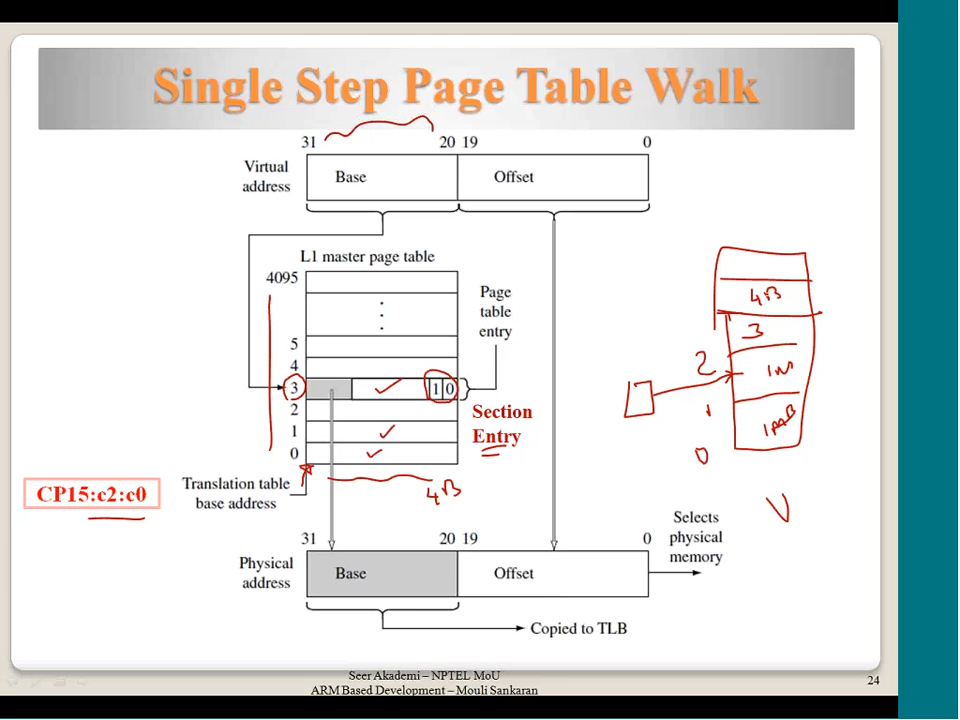 Single Step Page Table Walk
31 20 19 0
Virtual
address
Base Offset
L1 master page table
4095
5
4
3
2
1
0
1 0
Page
table
entry
Section
Entry
Translation table
base address
CP15:c2:c0
4B
4B
3
2
1M
1
1MB
0
V
31 20 19 0
Physical
address
Base Offset
Selects
physical
memory
Copied to TLB
Seer Akademi – NPTEL MoU
ARM Based Development – Mouli Sankaran
24